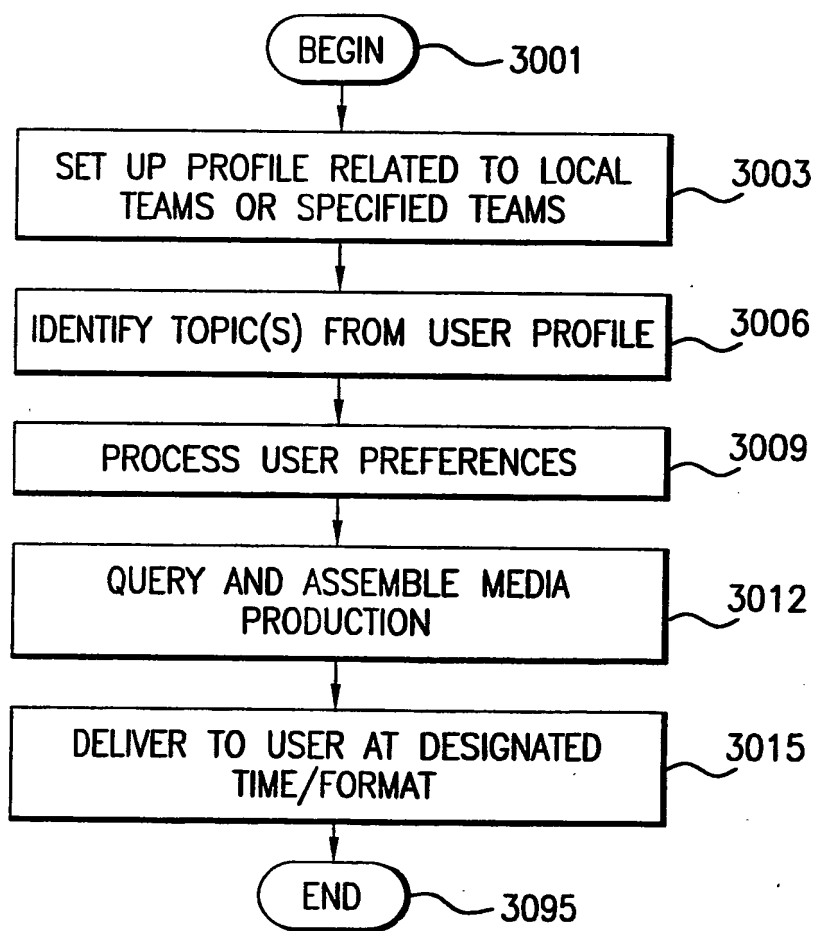 BEGIN
3001
SET UP PROFILE RELATED TO LOCAL
TEAMS OR SPECIFIED TEAMS
3003
IDENTIFY TOPIC(S) FROM USER PROFILE
3006
PROCESS USER PREFERENCES
3009
QUERY AND ASSEMBLE MEDIA
PRODUCTION
3012
DELIVER TO USER AT DESIGNATED
TIME/FORMAT
3015
END
3095